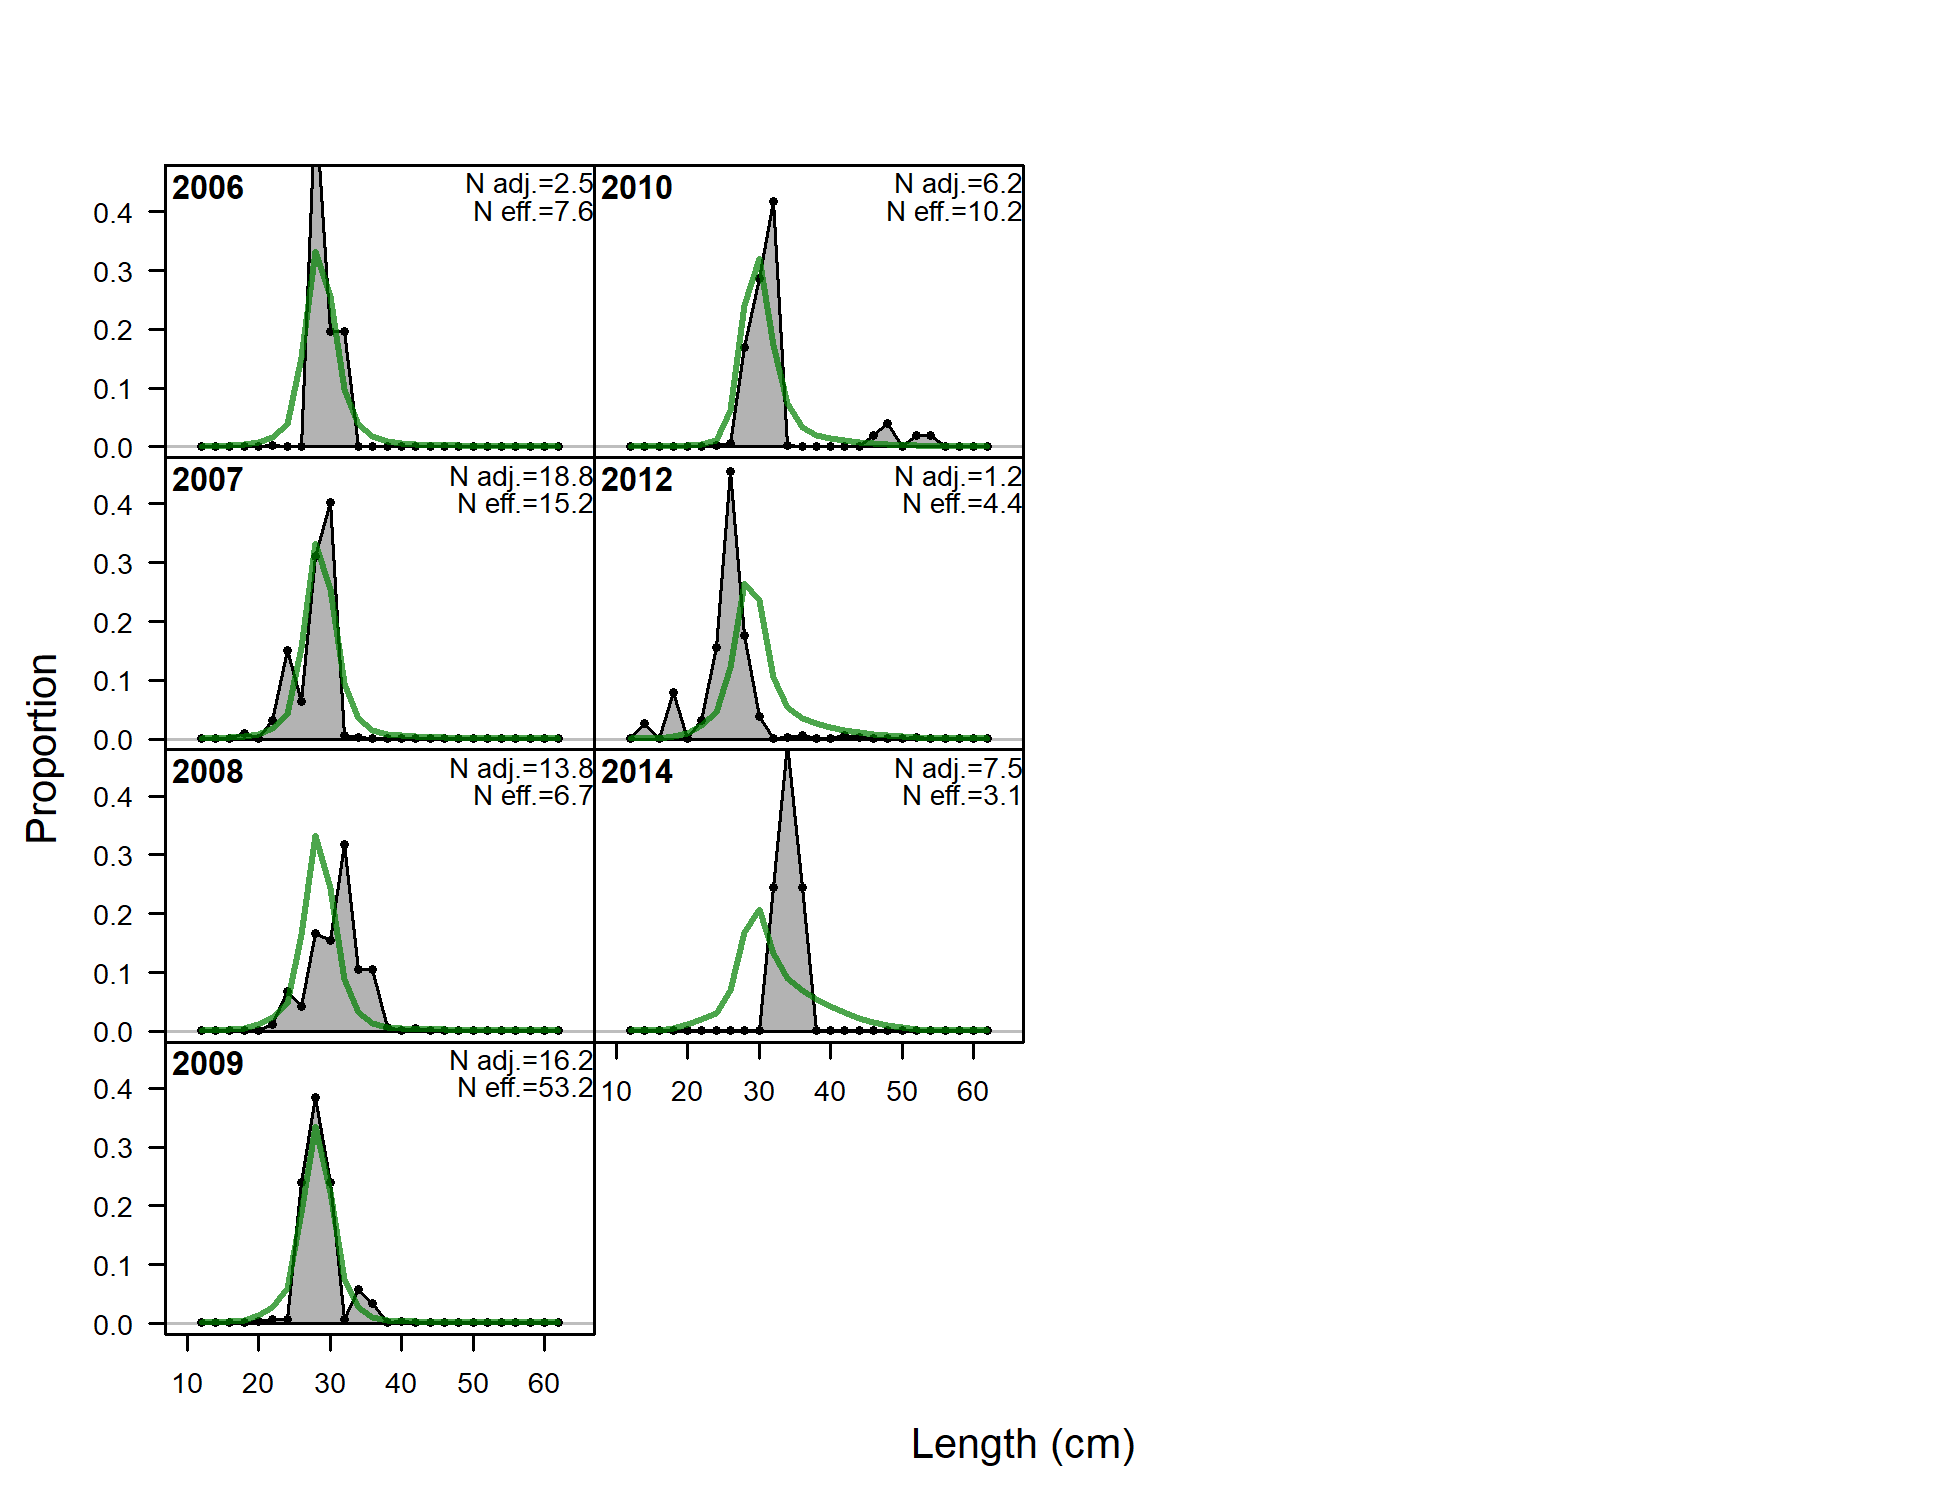 2006
N adj.=2.5
N eff.=7.6
0.4
0.3
0.2
0.1
0.0
2010
N adj.=6.2
N eff.=10.2
2007
N adj.=18.8
N eff.=15.2
0.4
0.3
0.2
0.1
0.0
2012
N adj.=1.2
N eff.=4.4
2008
N adj.=13.8
N eff.=6.7
0.4
0.3
0.2
0.1
0.0
2014
N adj.=7.5
N eff.=3.1
10 20 30 40 50 60
2009
N adj.=16.2
N eff.=53.2
0.4
0.3
0.2
0.1
0.0
10 20 30 40 50 60
Proportion
Length (cm)